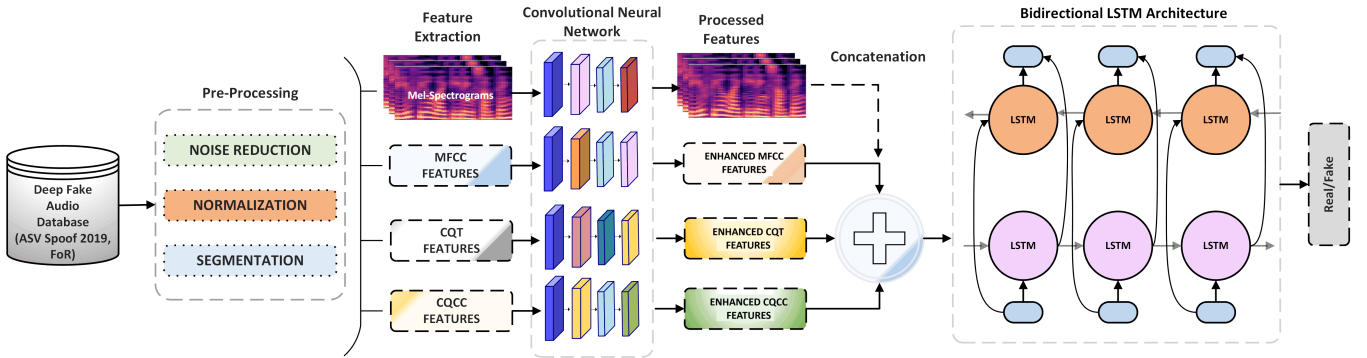 Deep Fake
Audio
Database
(ASV Spoof 2019,
FoR)
Pre-Processing
NOISE REDUCTION
NORMALIZATION
SEGMENTATION
Feature
Extraction
Mel-Spectrograms
MFCC
FEATURES
CQT
FEATURES
CQCC
FEATURES
Convolutional Neural
Network
Processed
Features
ENHANCED MFCC
FEATURES
ENHANCED CQT
FEATURES
ENHANCED CQCC
FEATURES
Concatenation
Bidirectional LSTM Architecture
LSTM
LSTM
LSTM
LSTM
LSTM
LSTM
Real/Fake